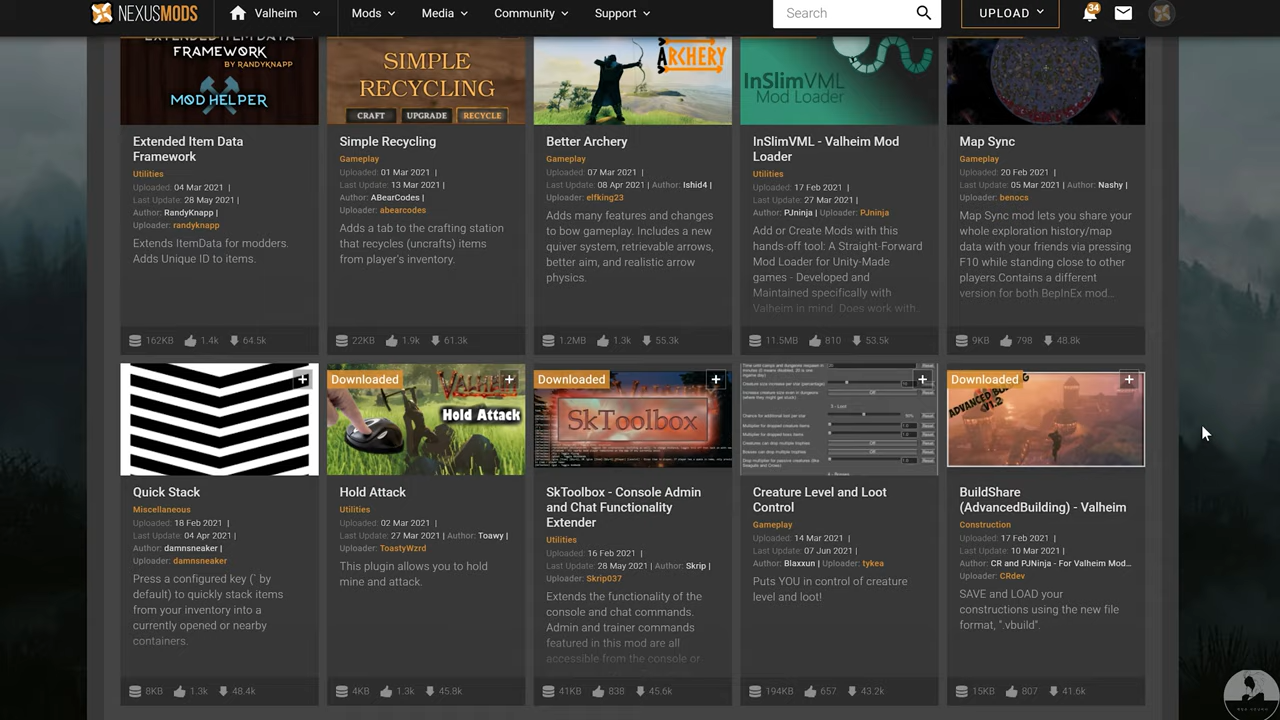 NEXUSMODS Valheim Mods Media Community Support Search UPLOAD 34
EXTENDED ITEM DATA
FRAMEWORK
BY RANDYKNAPP
MOD HELPER
Extended Item Data
Framework
Utilities
Uploaded: 04 Mar 2021 |
Last Update: 28 May 2021 |
Author: RandyKnapp |
Uploader: randyknapp
Extends ItemData for modders.
Adds Unique ID to items.
162KB 1.4k 64.5k
SIMPLE
RECYCLING
CRAFT UPGRADE RECYCLE
Simple Recycling
Gameplay
Uploaded: 01 Mar 2021 |
Last Update: 13 Mar 2021 |
Author: ABearCodes |
Uploader: abearcodes
Adds a tab to the crafting station
that recycles (uncrafts) items
from player's inventory.
22KB 1.9k 61.3k
ARCHERY
Better Archery
Gameplay
Uploaded: 07 Mar 2021 |
Last Update: 08 Apr 2021 | Author: Ishid4 |
Uploader: elfking23
Adds many features and changes
to bow gameplay. Includes a new
quiver system, retrievable arrows,
better aim, and realistic arrow
physics.
1.2MB 1.3k 55.3k
InSlimVML
Mod Loader
InSlimVML - Valheim Mod
Loader
Utilities
Uploaded: 17 Feb 2021 |
Last Update: 27 Mar 2021 |
Author: PJninja | Uploader: PJninja
Add or Create Mods with this
hands-off tool: A Straight-Forward
Mod Loader for Unity-Made
games - Developed and
Maintained specifically with
Valheim in mind. Does work with...
11.5MB 810 53.5k
Map Sync
Gameplay
Uploaded: 20 Feb 2021 |
Last Update: 05 Mar 2021 | Author: Nashy |
Uploader: benocs
Map Sync mod lets you share your
whole exploration history/map
data with your friends via pressing
F10 while standing close to other
players.Contains a different
version for both BepInEx mod...
9KB 798 48.8k
Quick Stack
Miscellaneous
Uploaded: 18 Feb 2021 |
Last Update: 04 Apr 2021 |
Author: damnsneaker |
Uploader: damnsneaker
Press a configured key (` by
default) to quickly stack items
from your inventory into a
currently opened or nearby
containers.
8KB 1.3k 48.4k
Downloaded
Hold Attack
Hold Attack
Utilities
Uploaded: 02 Mar 2021 |
Last Update: 27 Mar 2021 | Author: Toawy |
Uploader: ToastyWzrd
This plugin allows you to hold
mine and attack.
4KB 1.3k 45.8k
Downloaded
SkToolbox
SkToolbox - Console Admin
and Chat Functionality
Extender
Utilities
Uploaded: 16 Feb 2021 |
Last Update: 28 May 2021 | Author: Skrip |
Uploader: Skrip037
Extends the functionality of the
console and chat commands.
Admin and trainer commands
featured in this mod are all
accessible from the console or
41KB 838 45.6k
Creature Level and Loot
Control
Gameplay
Uploaded: 14 Mar 2021 |
Last Update: 07 Jun 2021 |
Author: Blaxxun | Uploader: tykea
Puts YOU in control of creature
level and loot!
194KB 657 43.2k
Downloaded
V1.2
BuildShare
(AdvancedBuilding) - Valheim
Construction
Uploaded: 17 Feb 2021 |
Last Update: 10 Mar 2021 |
Author: CR and PJNinja - For Valheim Mod...
Uploader: CRdev
SAVE and LOAD your
constructions using the new file
format, ".vbuild".
15KB 807 41.6k